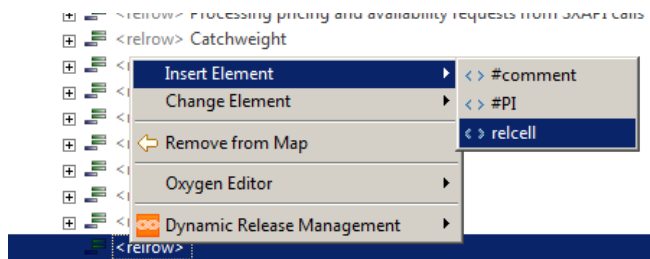 <relrow> Processing pricing and availability requests from SXAPI calls
<relrow> Catchweight
Insert Element
Change Element
Remove from Map
Oxygen Editor
Dynamic Release Management
<> #comment
<> #PI
<> relcell
<relrow>